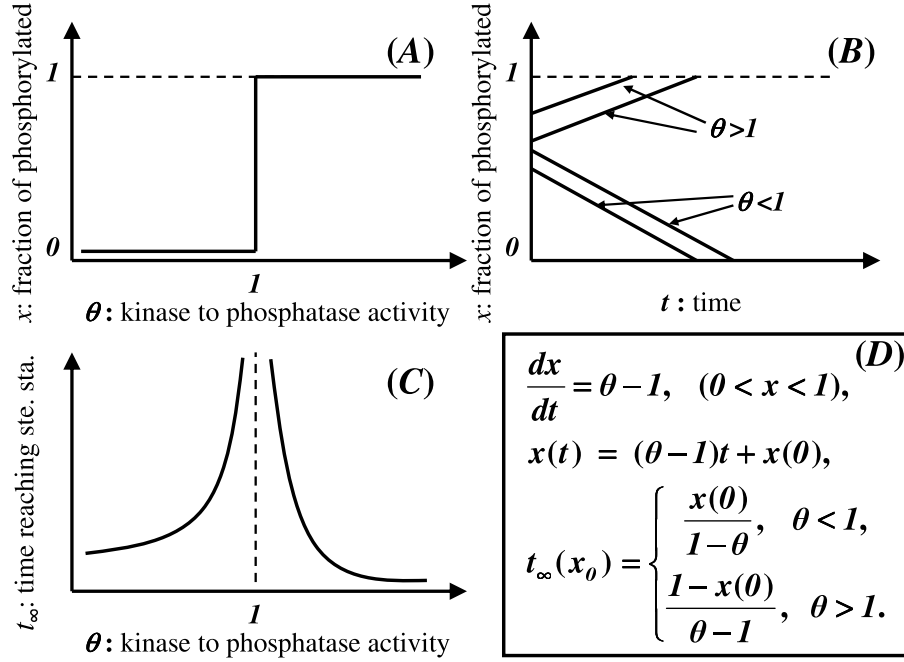 (A)
x: fraction of phosphorylated
1
0
1
θ: kinase to phosphatase activity
(B)
x: fraction of phosphorylated
1
0
θ>1
θ<1
t: time
(C)
t∞: time reaching ste. sta.
1
θ: kinase to phosphatase activity
(D)
dx/dt = θ − 1, (0 < x < 1),
x(t) = (θ−1)t + x(0),
t∞(x0) = { x(0)/(1−θ), θ < 1,
(1−x(0))/(θ−1), θ > 1.